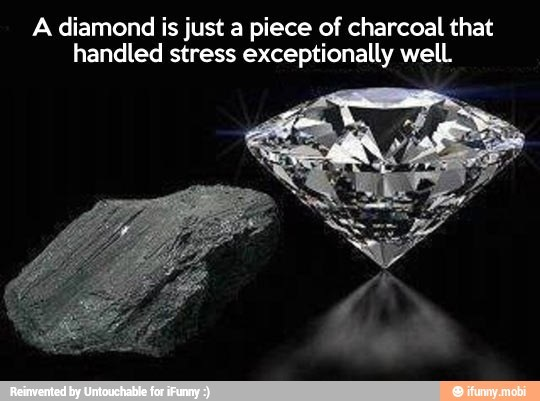 A diamond is just a piece of charcoal that
handled stress exceptionally well.
Reinvented by Untouchable for iFunny :)
ifunny.mobi